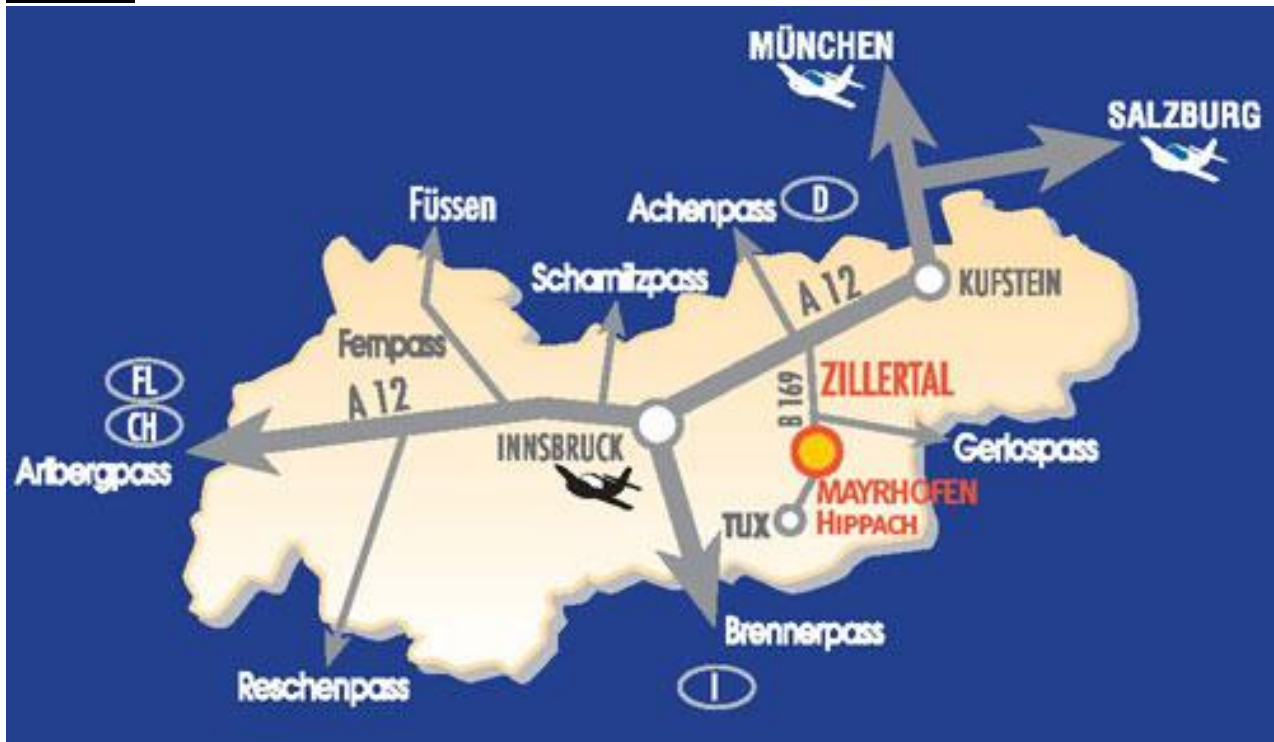 MÜNCHEN
SALZBURG
Füssen
Achenpass
D
Scharnitzpass
A 12
KUFSTEIN
Fernpass
FL
CH
A 12
B 169
ZILLERTAL
INNSBRUCK
Gerlospass
Arlbergpass
MAYRHOFEN
TUX
HIPPACH
Brennerpass
Reschenpass
I